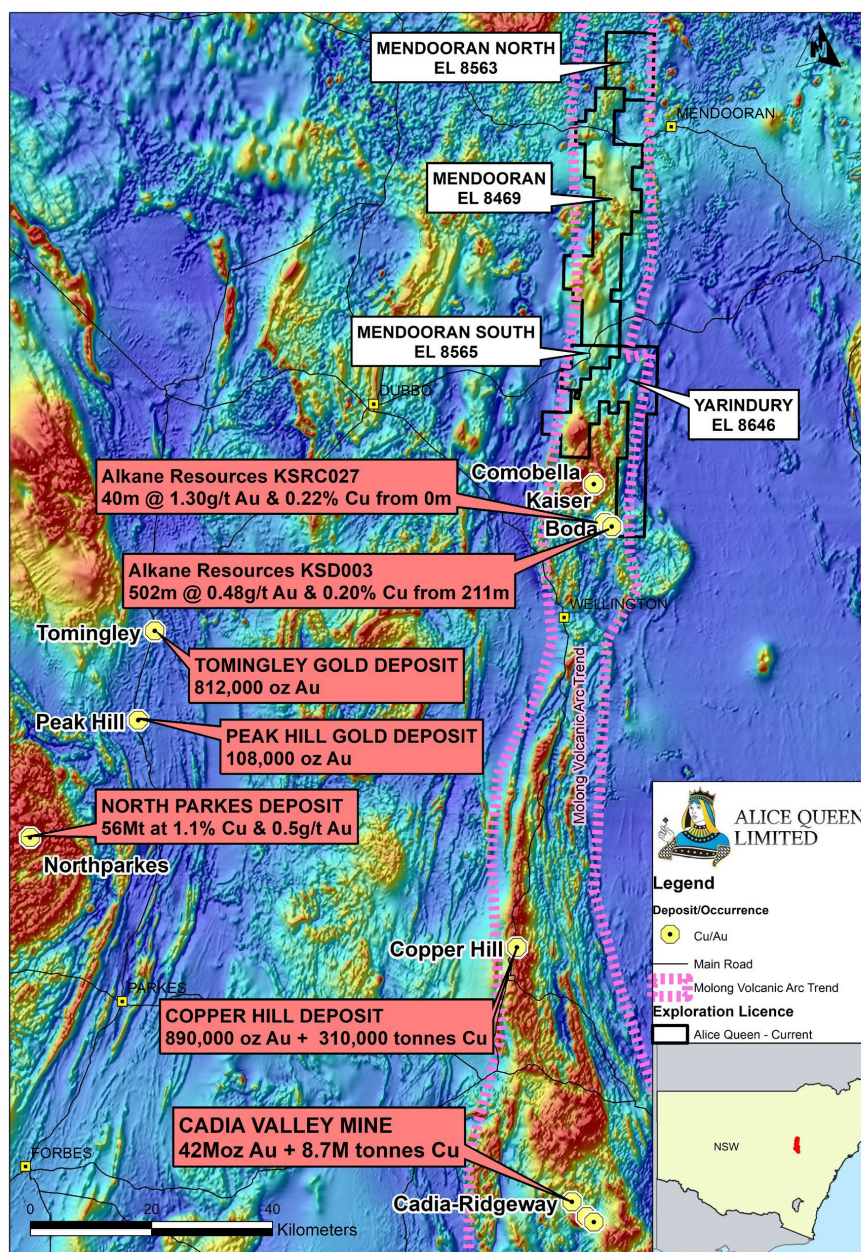 MENDOORAN NORTH
EL 8563
N
MENDOORAN
MENDOORAN
EL 8469
MENDOORAN SOUTH
EL 8565
DUBBO
YARINDURY
EL 8646
Comobella
Alkane Resources KSRC027
40m @ 1.30g/t Au & 0.22% Cu from 0m
Kaiser
Boda
Alkane Resources KSD003
502m @ 0.48g/t Au & 0.20% Cu from 211m
WELLINGTON
Tomingley
TOMINGLEY GOLD DEPOSIT
812,000 oz Au
Molong Volcanic Arc Trend
Peak Hill
PEAK HILL GOLD DEPOSIT
108,000 oz Au
NORTH PARKES DEPOSIT
56Mt at 1.1% Cu & 0.5g/t Au
Northparkes
Copper Hill
PARKES
COPPER HILL DEPOSIT
890,000 oz Au + 310,000 tonnes Cu
CADIA VALLEY MINE
42Moz Au + 8.7M tonnes Cu
FORBES
Cadia-Ridgeway
0 20 40
Kilometers
ALICE QUEEN
LIMITED
Legend
Deposit/Occurrence
Cu/Au
Main Road
Molong Volcanic Arc Trend
Exploration Licence
Alice Queen - Current
NSW